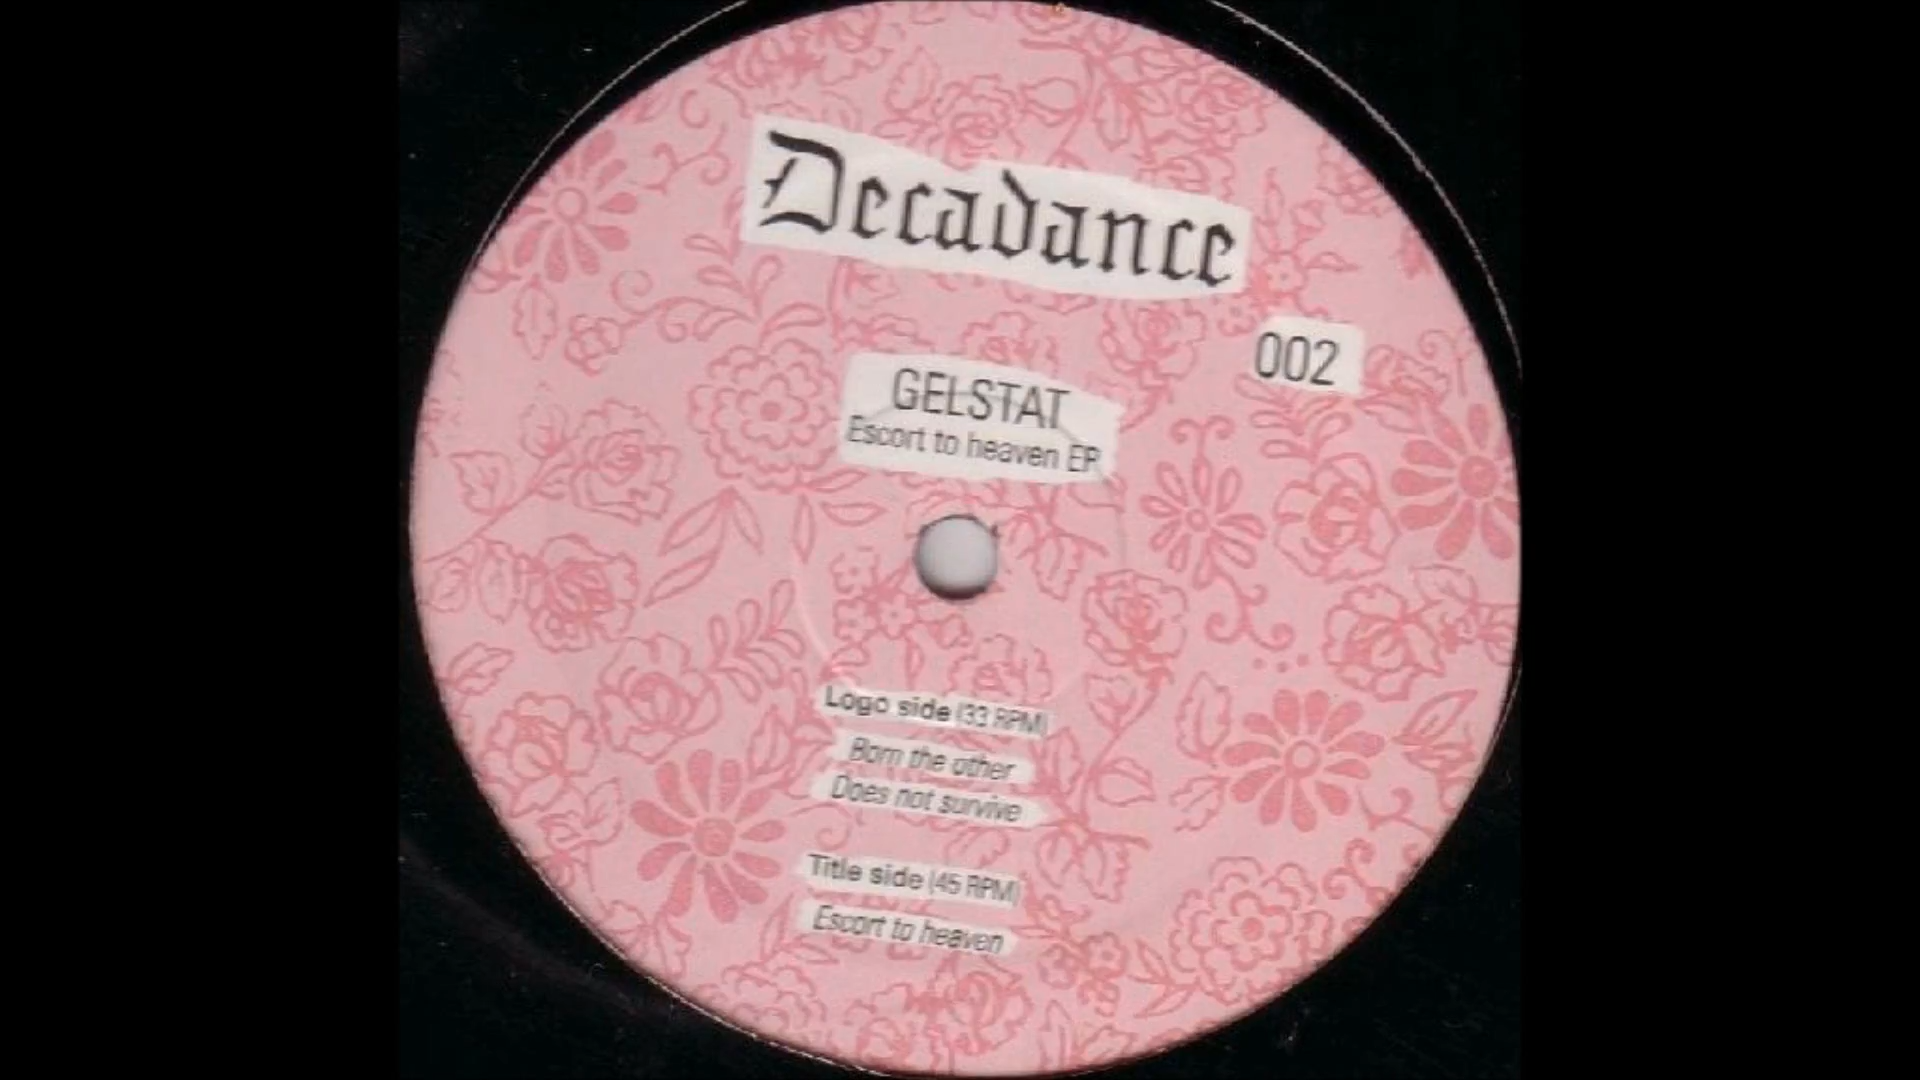 Decadance
002
GELSTAT
Escort to heaven EP
Logo side (33 RPM)
Born the other
Does not survive
Title side (45 RPM)
Escort to heaven